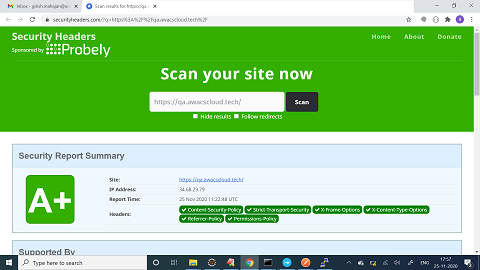 Inbox - girish.mahajan@
Scan results for https://qa.
securityheaders.com/?q=https%3A%2F%2Fqa.awacscloud.tech%2F
Security Headers
Sponsored by Probely
Home About Donate
Scan your site now
https://qa.awacscloud.tech/
Scan
Hide results Follow redirects
Security Report Summary
A+
Site: https://qa.awacscloud.tech/
IP Address: 34.68.29.79
Report Time: 25 Nov 2020 11:22:48 UTC
Headers: Content-Security-Policy Strict-Transport-Security X-Frame-Options X-Content-Type-Options
Referrer-Policy Permissions-Policy
Supported By
Type here to search
ENG
17:57
25-11-2020